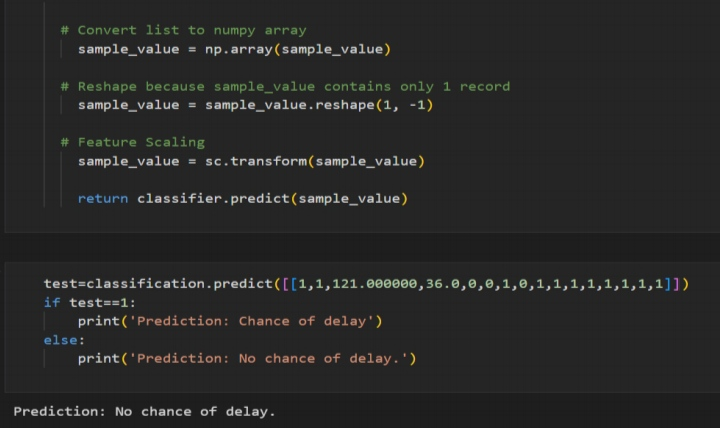 # Convert list to numpy array
sample_value = np.array(sample_value)
# Reshape because sample_value contains only 1 record
sample_value = sample_value.reshape(1, -1)
# Feature Scaling
sample_value = sc.transform(sample_value)
return classifier.predict(sample_value)
test=classification.predict([[1,1,121.000000,36.0,0,0,1,0,1,1,1,1,1,1,1,1]])
if test==1:
print('Prediction: Chance of delay')
else:
print('Prediction: No chance of delay.')
Prediction: No chance of delay.